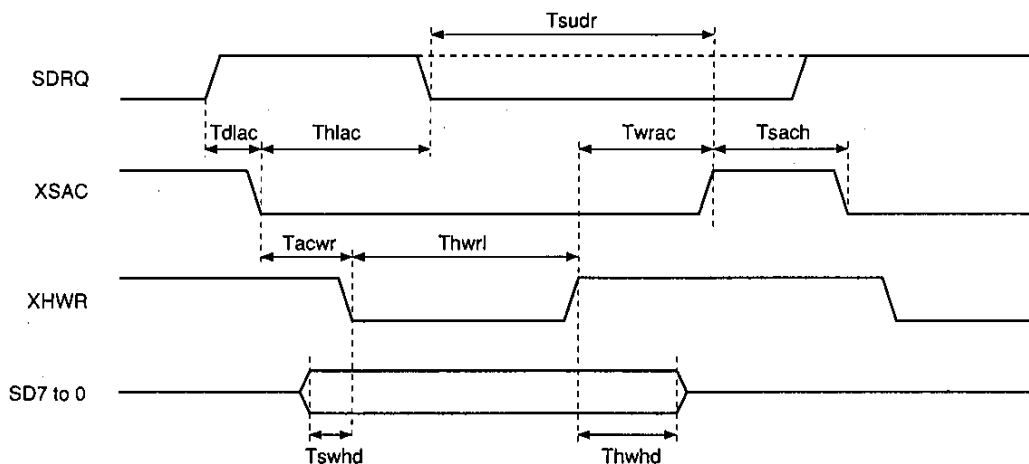 Tsudr
SDRQ
Tdlac Thlac Twrac Tsach
XSAC
Tacwr Thwrl
XHWR
SD7 to 0
Tswhd Thwhd